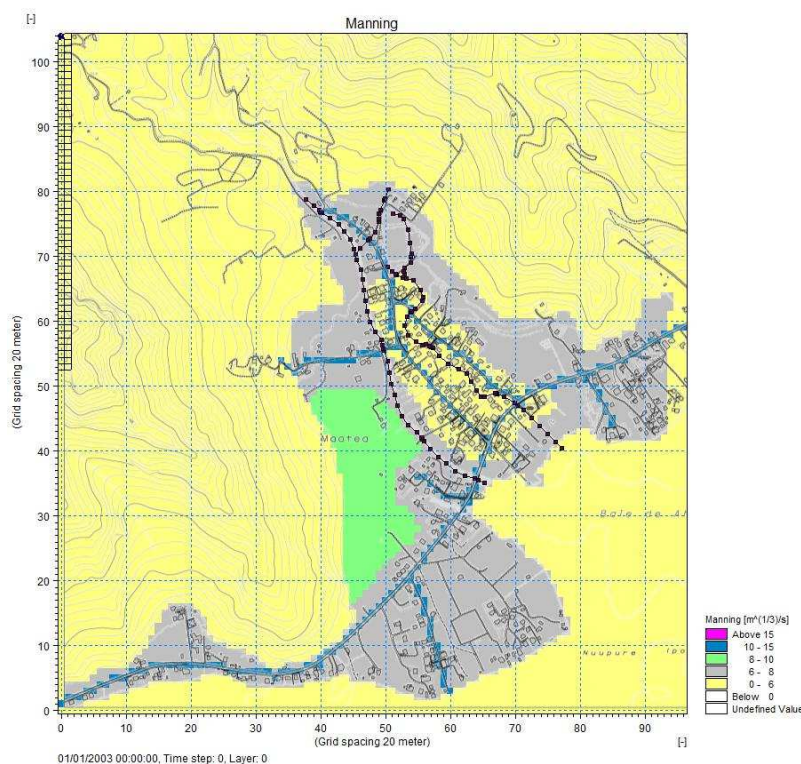 Manning
[-]
100
90
80
70
60
50
40
30
20
10
0
(Grid spacing 20 meter)
Maatea
Baie de
Nuupure
0 10 20 30 40 50 60 70 80 90
(Grid spacing 20 meter)
[-]
01/01/2003 00:00:00, Time step: 0, Layer: 0
Manning [m^(1/3)/s]
Above 15
10 - 15
8 - 10
6 - 8
0 - 6
Below 0
Undefined Value